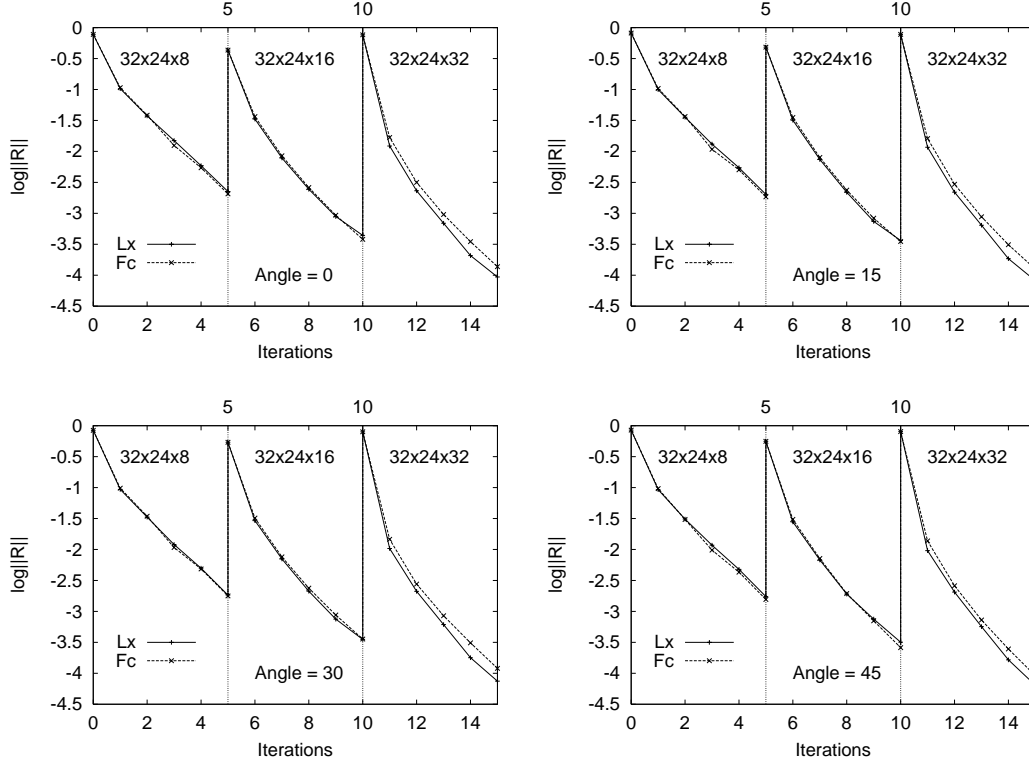 5 10
0
-0.5
-1
-1.5
-2
-2.5
-3
-3.5
-4
-4.5
log||R||
32x24x8 32x24x16 32x24x32
Lx
Fc
Angle = 0
0 2 4 6 8 10 12 14
Iterations
5 10
0
-0.5
-1
-1.5
-2
-2.5
-3
-3.5
-4
-4.5
log||R||
32x24x8 32x24x16 32x24x32
Lx
Fc
Angle = 15
0 2 4 6 8 10 12 14
Iterations
5 10
0
-0.5
-1
-1.5
-2
-2.5
-3
-3.5
-4
-4.5
log||R||
32x24x8 32x24x16 32x24x32
Lx
Fc
Angle = 30
0 2 4 6 8 10 12 14
Iterations
5 10
0
-0.5
-1
-1.5
-2
-2.5
-3
-3.5
-4
-4.5
log||R||
32x24x8 32x24x16 32x24x32
Lx
Fc
Angle = 45
0 2 4 6 8 10 12 14
Iterations